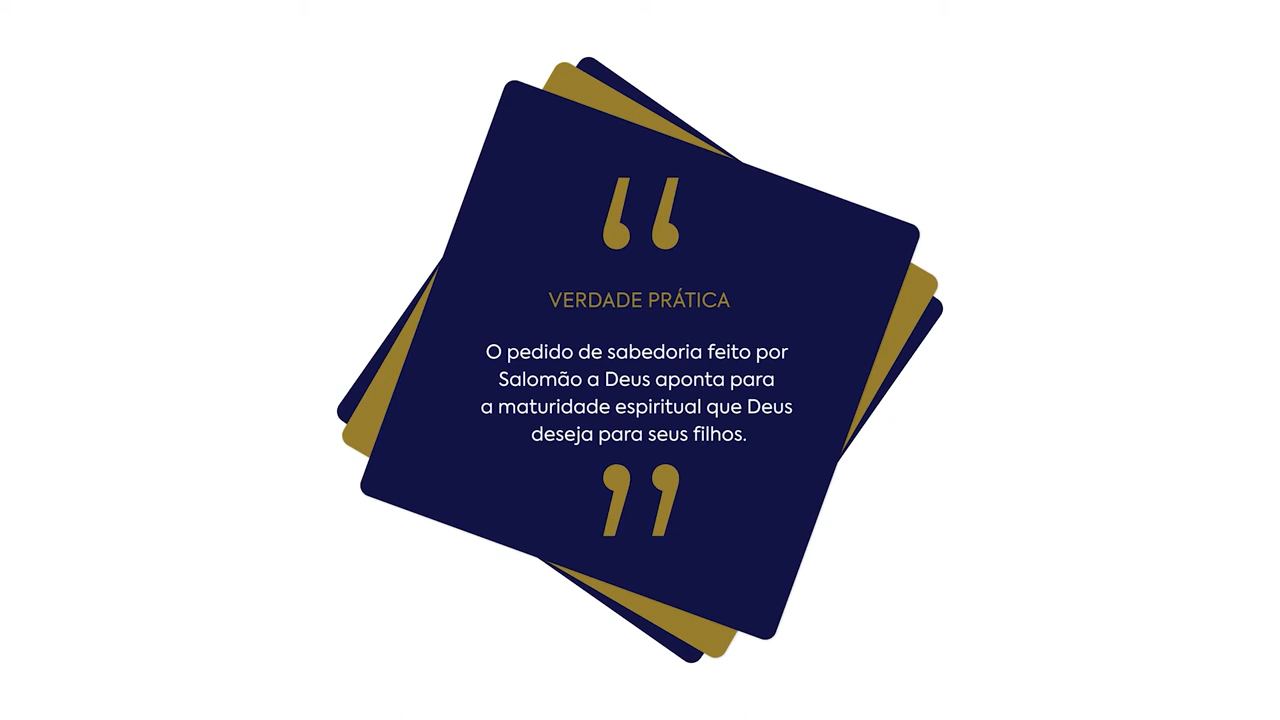 “
VERDADE PRÁTICA
O pedido de sabedoria feito por
Salomão a Deus aponta para
a maturidade espiritual que Deus
deseja para seus filhos.
”